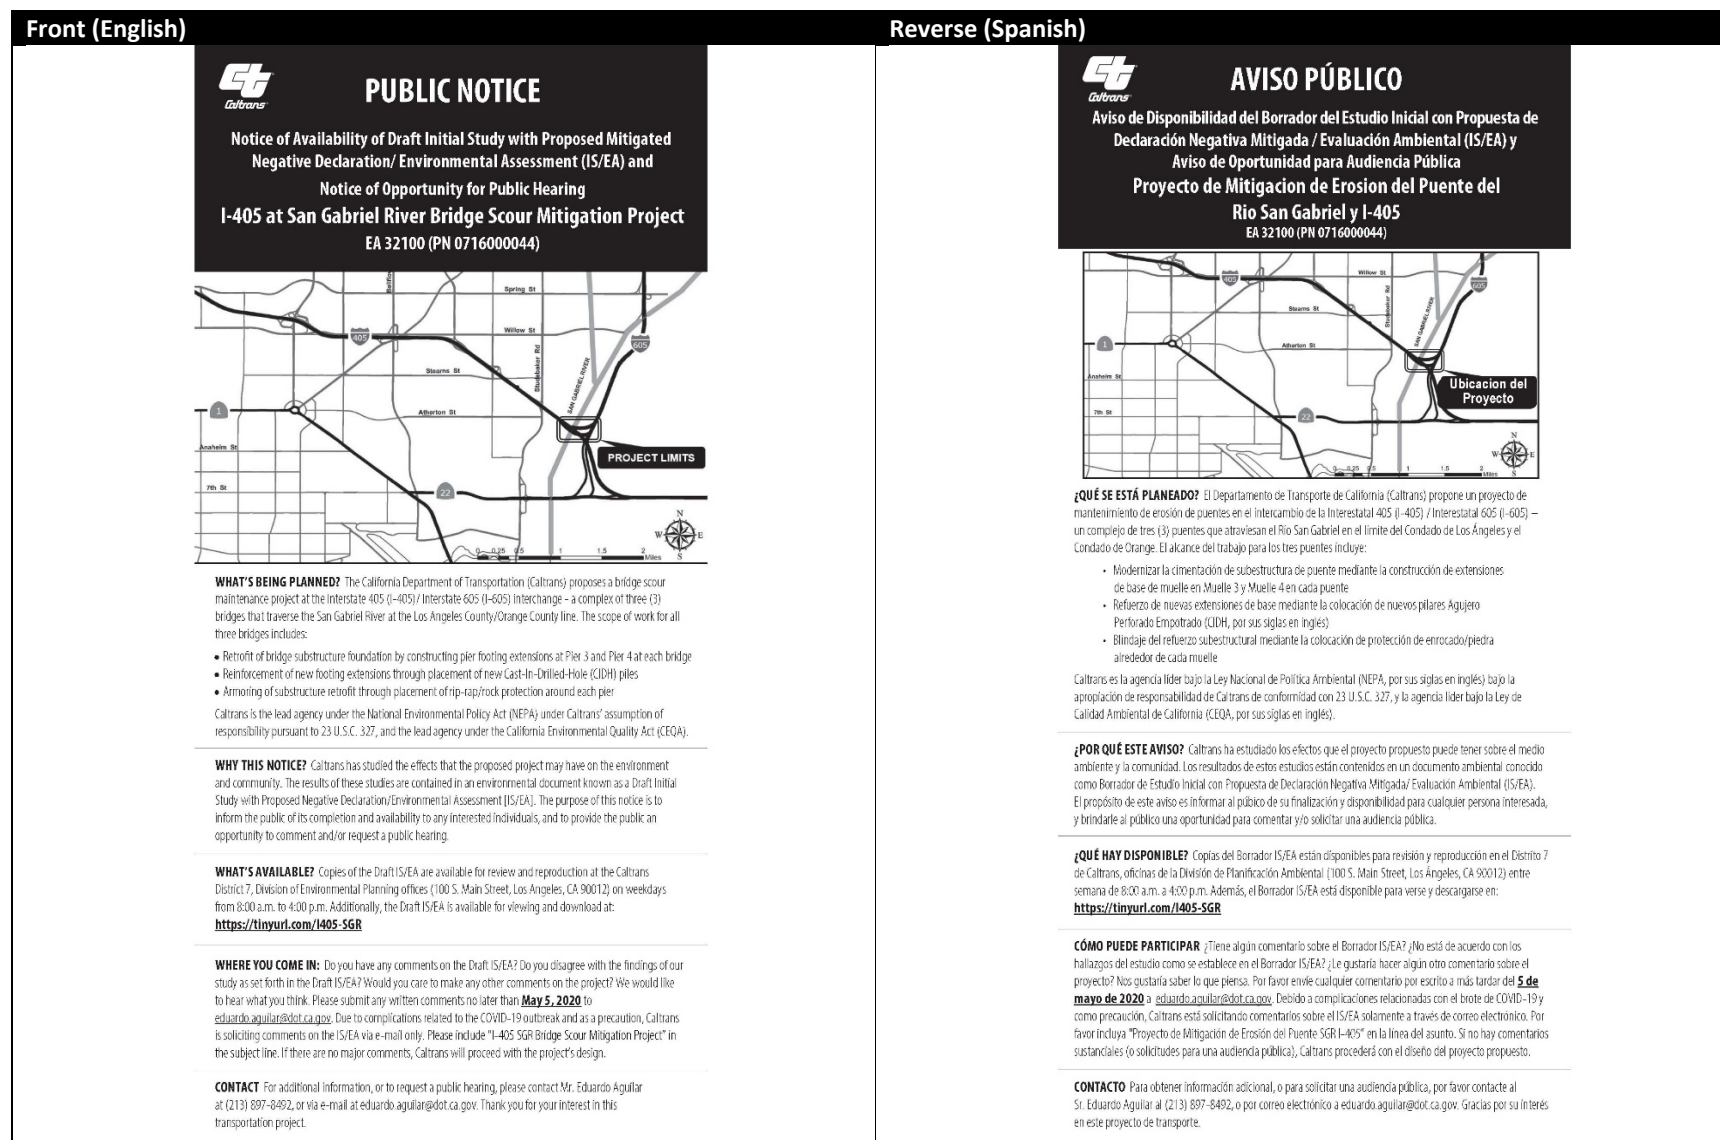 Front (English)
Caltrans
PUBLIC NOTICE
Notice of Availability of Draft Initial Study with Proposed Mitigated
Negative Declaration/ Environmental Assessment (IS/EA) and
Notice of Opportunity for Public Hearing
I-405 at San Gabriel River Bridge Scour Mitigation Project
EA 32100 (PN 0716000044)
Spring St
Willow St
405
605
Studebaker Rd
Stearns St
SAN GABRIEL RIVER
1
Atherton St
Anaheim St
PROJECT LIMITS
7th St
22
N
W E
S
0 0.25 0.5 1 1.5 2
Miles
WHAT'S BEING PLANNED? The California Department of Transportation (Caltrans) proposes a bridge scour
maintenance project at the Interstate 405 (I-405)/ Interstate 605 (I-605) interchange - a complex of three (3)
bridges that traverse the San Gabriel River at the Los Angeles County/Orange County line. The scope of work for all
three bridges includes:
• Retrofit of bridge substructure foundation by constructing pier footing extensions at Pier 3 and Pier 4 at each bridge
• Reinforcement of new footing extensions through placement of new Cast-In-Drilled-Hole (CIDH) piles
• Armoring of substructure retrofit through placement of rip-rap/rock protection around each pier
Caltrans is the lead agency under the National Environmental Policy Act (NEPA) under Caltrans' assumption of
responsibility pursuant to 23 U.S.C. 327, and the lead agency under the California Environmental Quality Act (CEQA).
WHY THIS NOTICE? Caltrans has studied the effects that the proposed project may have on the environment
and community. The results of these studies are contained in an environmental document known as a Draft Initial
Study with Proposed Negative Declaration/Environmental Assessment [IS/EA]. The purpose of this notice is to
inform the public of its completion and availability to any interested individuals, and to provide the public an
opportunity to comment and/or request a public hearing.
WHAT'S AVAILABLE? Copies of the Draft IS/EA are available for review and reproduction at the Caltrans
District 7, Division of Environmental Planning offices (100 S. Main Street, Los Angeles, CA 90012) on weekdays
from 8:00 a.m. to 4:00 p.m. Additionally, the Draft IS/EA is available for viewing and download at:
https://tinyurl.com/I405-SGR
WHERE YOU COME IN: Do you have any comments on the Draft IS/EA? Do you disagree with the findings of our
study as set forth in the Draft IS/EA? Would you care to make any other comments on the project? We would like
to hear what you think. Please submit any written comments no later than May 5, 2020 to
eduardo.aguilar@dot.ca.gov. Due to complications related to the COVID-19 outbreak and as a precaution, Caltrans
is soliciting comments on the IS/EA via e-mail only. Please include "I-405 SGR Bridge Scour Mitigation Project" in
the subject line. If there are no major comments, Caltrans will proceed with the project's design.
CONTACT For additional information, or to request a public hearing, please contact Mr. Eduardo Aguilar
at (213) 897-8492, or via e-mail at eduardo.aguilar@dot.ca.gov. Thank you for your interest in this
transportation project.
Reverse (Spanish)
Caltrans
AVISO PÚBLICO
Aviso de Disponibilidad del Borrador del Estudio Inicial con Propuesta de
Declaración Negativa Mitigada / Evaluación Ambiental (IS/EA) y
Aviso de Oportunidad para Audiencia Pública
Proyecto de Mitigacion de Erosion del Puente del
Rio San Gabriel y I-405
EA 32100 (PN 0716000044)
Willow St
405
605
Stearns St
Studebaker Rd
SAN GABRIEL RIVER
1
Atherton St
Anaheim St
Ubicacion del
Proyecto
7th St
22
N
W E
S
0 0.25 0.5 1 1.5 2
Miles
¿QUÉ SE ESTÁ PLANEADO? El Departamento de Transporte de California (Caltrans) propone un proyecto de
mantenimiento de erosión de puentes en el intercambio de la Interestatal 405 (I-405) / Interestatal 605 (I-605) –
un complejo de tres (3) puentes que atraviesan el Río San Gabriel en el límite del Condado de Los Ángeles y el
Condado de Orange. El alcance del trabajo para los tres puentes incluye:
• Modernizar la cimentación de subestructura de puente mediante la construcción de extensiones
de base de muelle en Muelle 3 y Muelle 4 en cada puente
• Refuerzo de nuevas extensiones de base mediante la colocación de nuevos pilares Agujero
Perforado Empotrado (CIDH, por sus siglas en inglés)
• Blindaje del refuerzo subestructural mediante la colocación de protección de enrocado/piedra
alrededor de cada muelle
Caltrans es la agencia líder bajo la Ley Nacional de Política Ambiental (NEPA, por sus siglas en inglés) bajo la
apropíación de responsabilidad de Caltrans de conformidad con 23 U.S.C. 327, y la agencia líder bajo la Ley de
Calidad Ambiental de California (CEQA, por sus siglas en inglés).
¿POR QUÉ ESTE AVISO? Caltrans ha estudiado los efectos que el proyecto propuesto puede tener sobre el medio
ambiente y la comunidad. Los resultados de estos estudios están contenidos en un documento ambiental conocido
como Borrador de Estudio Inicial con Propuesta de Declaración Negativa Mitigada/ Evaluación Ambiental (IS/EA).
El propósito de este aviso es informar al púbico de su finalización y disponibilidad para cualquier persona interesada,
y brindarle al público una oportunidad para comentar y/o solicitar una audiencia pública.
¿QUÉ HAY DISPONIBLE? Copias del Borrador IS/EA están disponibles para revisión y reproducción en el Distrito 7
de Caltrans, oficinas de la División de Planificación Ambiental (100 S. Main Street, Los Ángeles, CA 90012) entre
semana de 8:00 a.m. a 4:00 p.m. Además, el Borrador IS/EA está disponible para verse y descargarse en:
https://tinyurl.com/I405-SGR
CÓMO PUEDE PARTICIPAR ¿Tiene algún comentario sobre el Borrador IS/EA? ¿No está de acuerdo con los
hallazgos del estudio como se establece en el Borrador IS/EA? ¿Le gustaría hacer algún otro comentario sobre el
proyecto? Nos gustaría saber lo que piensa. Por favor envíe cualquier comentario por escrito a más tardar del 5 de
mayo de 2020 a eduardo.aguilar@dot.ca.gov. Debido a complicaciones relacionadas con el brote de COVID-19 y
como precaución, Caltrans está solicitando comentarios sobre el IS/EA solamente a través de correo electrónico. Por
favor incluya "Proyecto de Mitigación de Erosión del Puente SGR I-405" en la línea del asunto. Si no hay comentarios
sustanciales (o solicitudes para una audiencia pública), Caltrans procederá con el diseño del proyecto propuesto.
CONTACTO Para obtener información adicional, o para solicitar una audiencia pública, por favor contacte al
Sr. Eduardo Aguilar al (213) 897-8492, o por correo electrónico a eduardo.aguilar@dot.ca.gov. Gracias por su interés
en este proyecto de transporte.